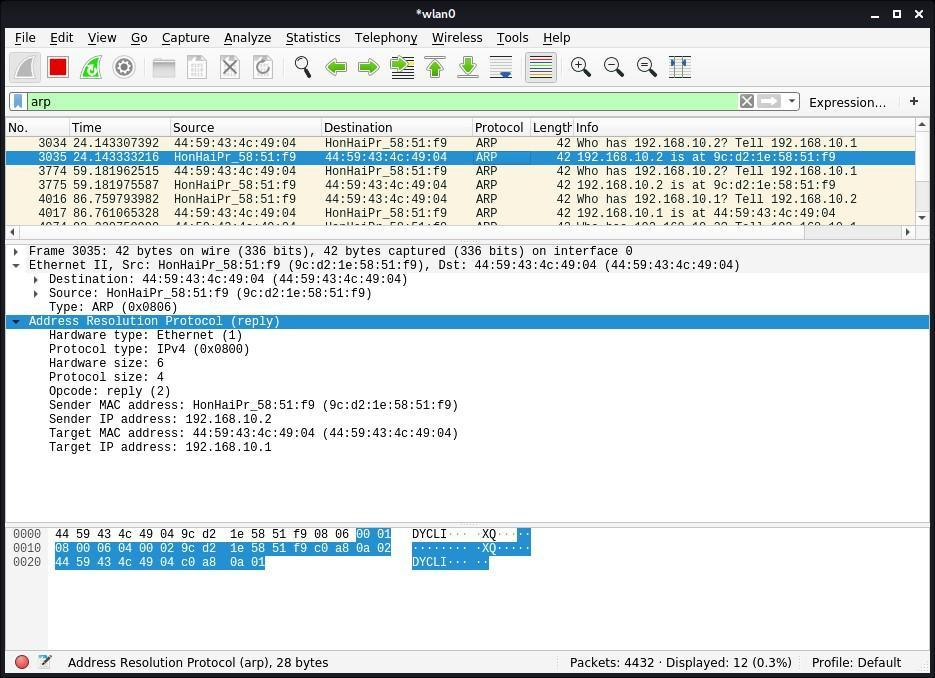 *wlan0
File Edit View Go Capture Analyze Statistics Telephony Wireless Tools Help
arp Expression... +
No. Time Source Destination Protocol Length Info
3034 24.143307392 44:59:43:4c:49:04 HonHaiPr_58:51:f9 ARP 42 Who has 192.168.10.2? Tell 192.168.10.1
3035 24.143333216 HonHaiPr_58:51:f9 44:59:43:4c:49:04 ARP 42 192.168.10.2 is at 9c:d2:1e:58:51:f9
3774 59.181962515 44:59:43:4c:49:04 HonHaiPr_58:51:f9 ARP 42 Who has 192.168.10.2? Tell 192.168.10.1
3775 59.181975587 HonHaiPr_58:51:f9 44:59:43:4c:49:04 ARP 42 192.168.10.2 is at 9c:d2:1e:58:51:f9
4016 86.759793982 HonHaiPr_58:51:f9 44:59:43:4c:49:04 ARP 42 Who has 192.168.10.1? Tell 192.168.10.2
4017 86.761065328 44:59:43:4c:49:04 HonHaiPr_58:51:f9 ARP 42 192.168.10.1 is at 44:59:43:4c:49:04
Frame 3035: 42 bytes on wire (336 bits), 42 bytes captured (336 bits) on interface 0
Ethernet II, Src: HonHaiPr_58:51:f9 (9c:d2:1e:58:51:f9), Dst: 44:59:43:4c:49:04 (44:59:43:4c:49:04)
Destination: 44:59:43:4c:49:04 (44:59:43:4c:49:04)
Source: HonHaiPr_58:51:f9 (9c:d2:1e:58:51:f9)
Type: ARP (0x0806)
Address Resolution Protocol (reply)
Hardware type: Ethernet (1)
Protocol type: IPv4 (0x0800)
Hardware size: 6
Protocol size: 4
Opcode: reply (2)
Sender MAC address: HonHaiPr_58:51:f9 (9c:d2:1e:58:51:f9)
Sender IP address: 192.168.10.2
Target MAC address: 44:59:43:4c:49:04 (44:59:43:4c:49:04)
Target IP address: 192.168.10.1
0000 44 59 43 4c 49 04 9c d2 1e 58 51 f9 08 06 00 01 DYCLI··· ·XQ·····
0010 08 00 06 04 00 02 9c d2 1e 58 51 f9 c0 a8 0a 02 ········ ·XQ·····
0020 44 59 43 4c 49 04 c0 a8 0a 01 DYCLI··· ··
Address Resolution Protocol (arp), 28 bytes Packets: 4432 · Displayed: 12 (0.3%) Profile: Default